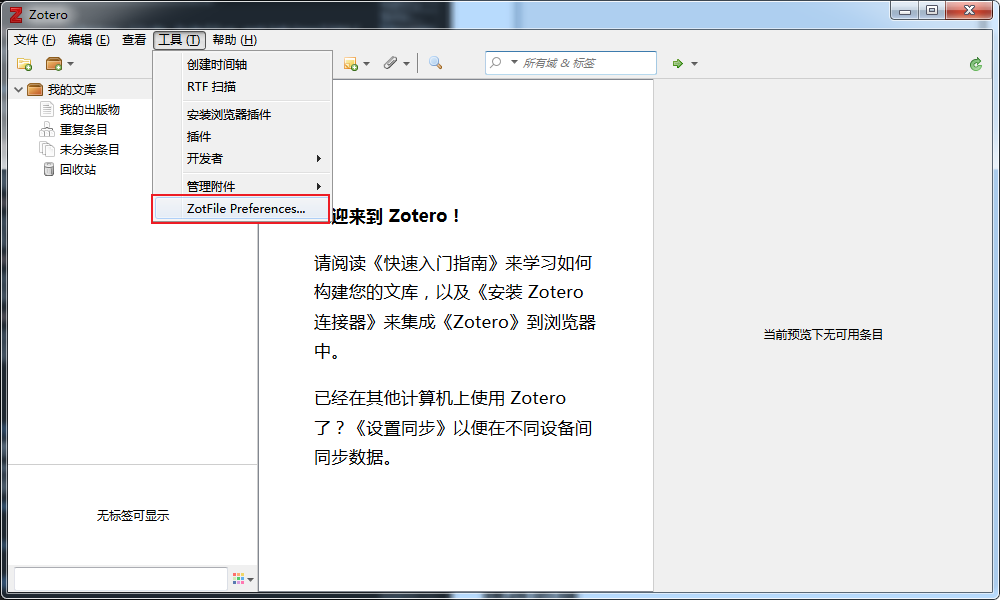 Zotero
文件 (F) 编辑 (E) 查看 工具 (T) 帮助 (H)
创建时间轴
RTF 扫描
安装浏览器插件
插件
开发者
管理附件
ZotFile Preferences...
所有域 & 标签
我的文库
我的出版物
重复条目
未分类条目
回收站
迎来到 Zotero！
请阅读《快速入门指南》来学习如何
构建您的文库，以及《安装 Zotero
连接器》来集成《Zotero》到浏览器
中。
已经在其他计算机上使用 Zotero
了？《设置同步》以便在不同设备间
同步数据。
当前预览下无可用条目
无标签可显示